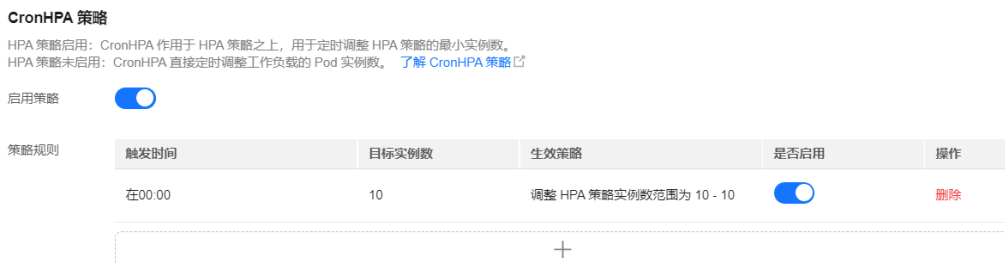 CronHPA 策略
HPA 策略启用：CronHPA 作用于 HPA 策略之上，用于定时调整 HPA 策略的最小实例数。
HPA 策略未启用：CronHPA 直接定时调整工作负载的 Pod 实例数。 了解 CronHPA 策略
启用策略
策略规则
触发时间 目标实例数 生效策略 是否启用 操作
在00:00 10 调整 HPA 策略实例数范围为 10 - 10 删除